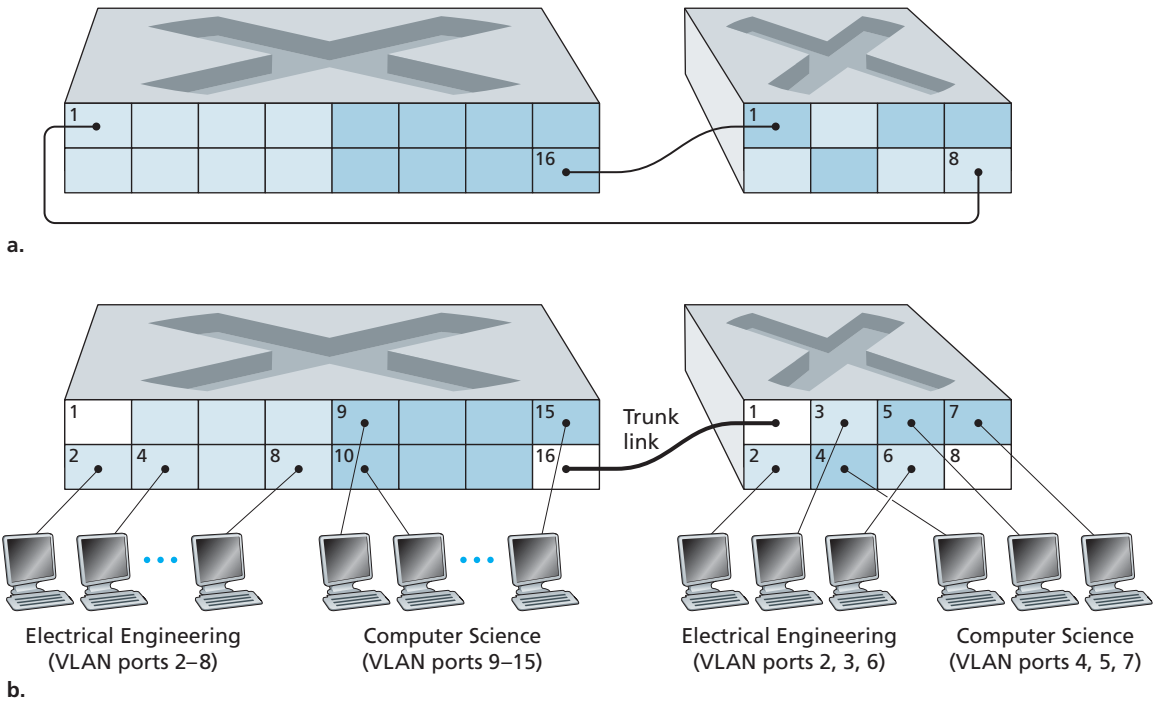 1
16
1
8
a.
1
9
15
2
4
8
10
16
Trunk
link
1
3
5
7
2
4
6
8
Electrical Engineering
(VLAN ports 2–8)
Computer Science
(VLAN ports 9–15)
Electrical Engineering
(VLAN ports 2, 3, 6)
Computer Science
(VLAN ports 4, 5, 7)
b.